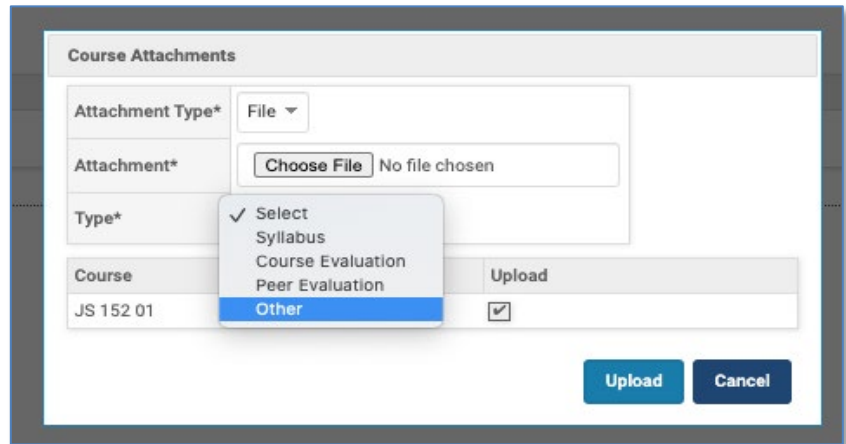 Course Attachments
Attachment Type* File
Attachment* Choose File No file chosen
Type* ✓ Select
Syllabus
Course Evaluation
Peer Evaluation
Other
Course Upload
JS 152 01
Upload Cancel